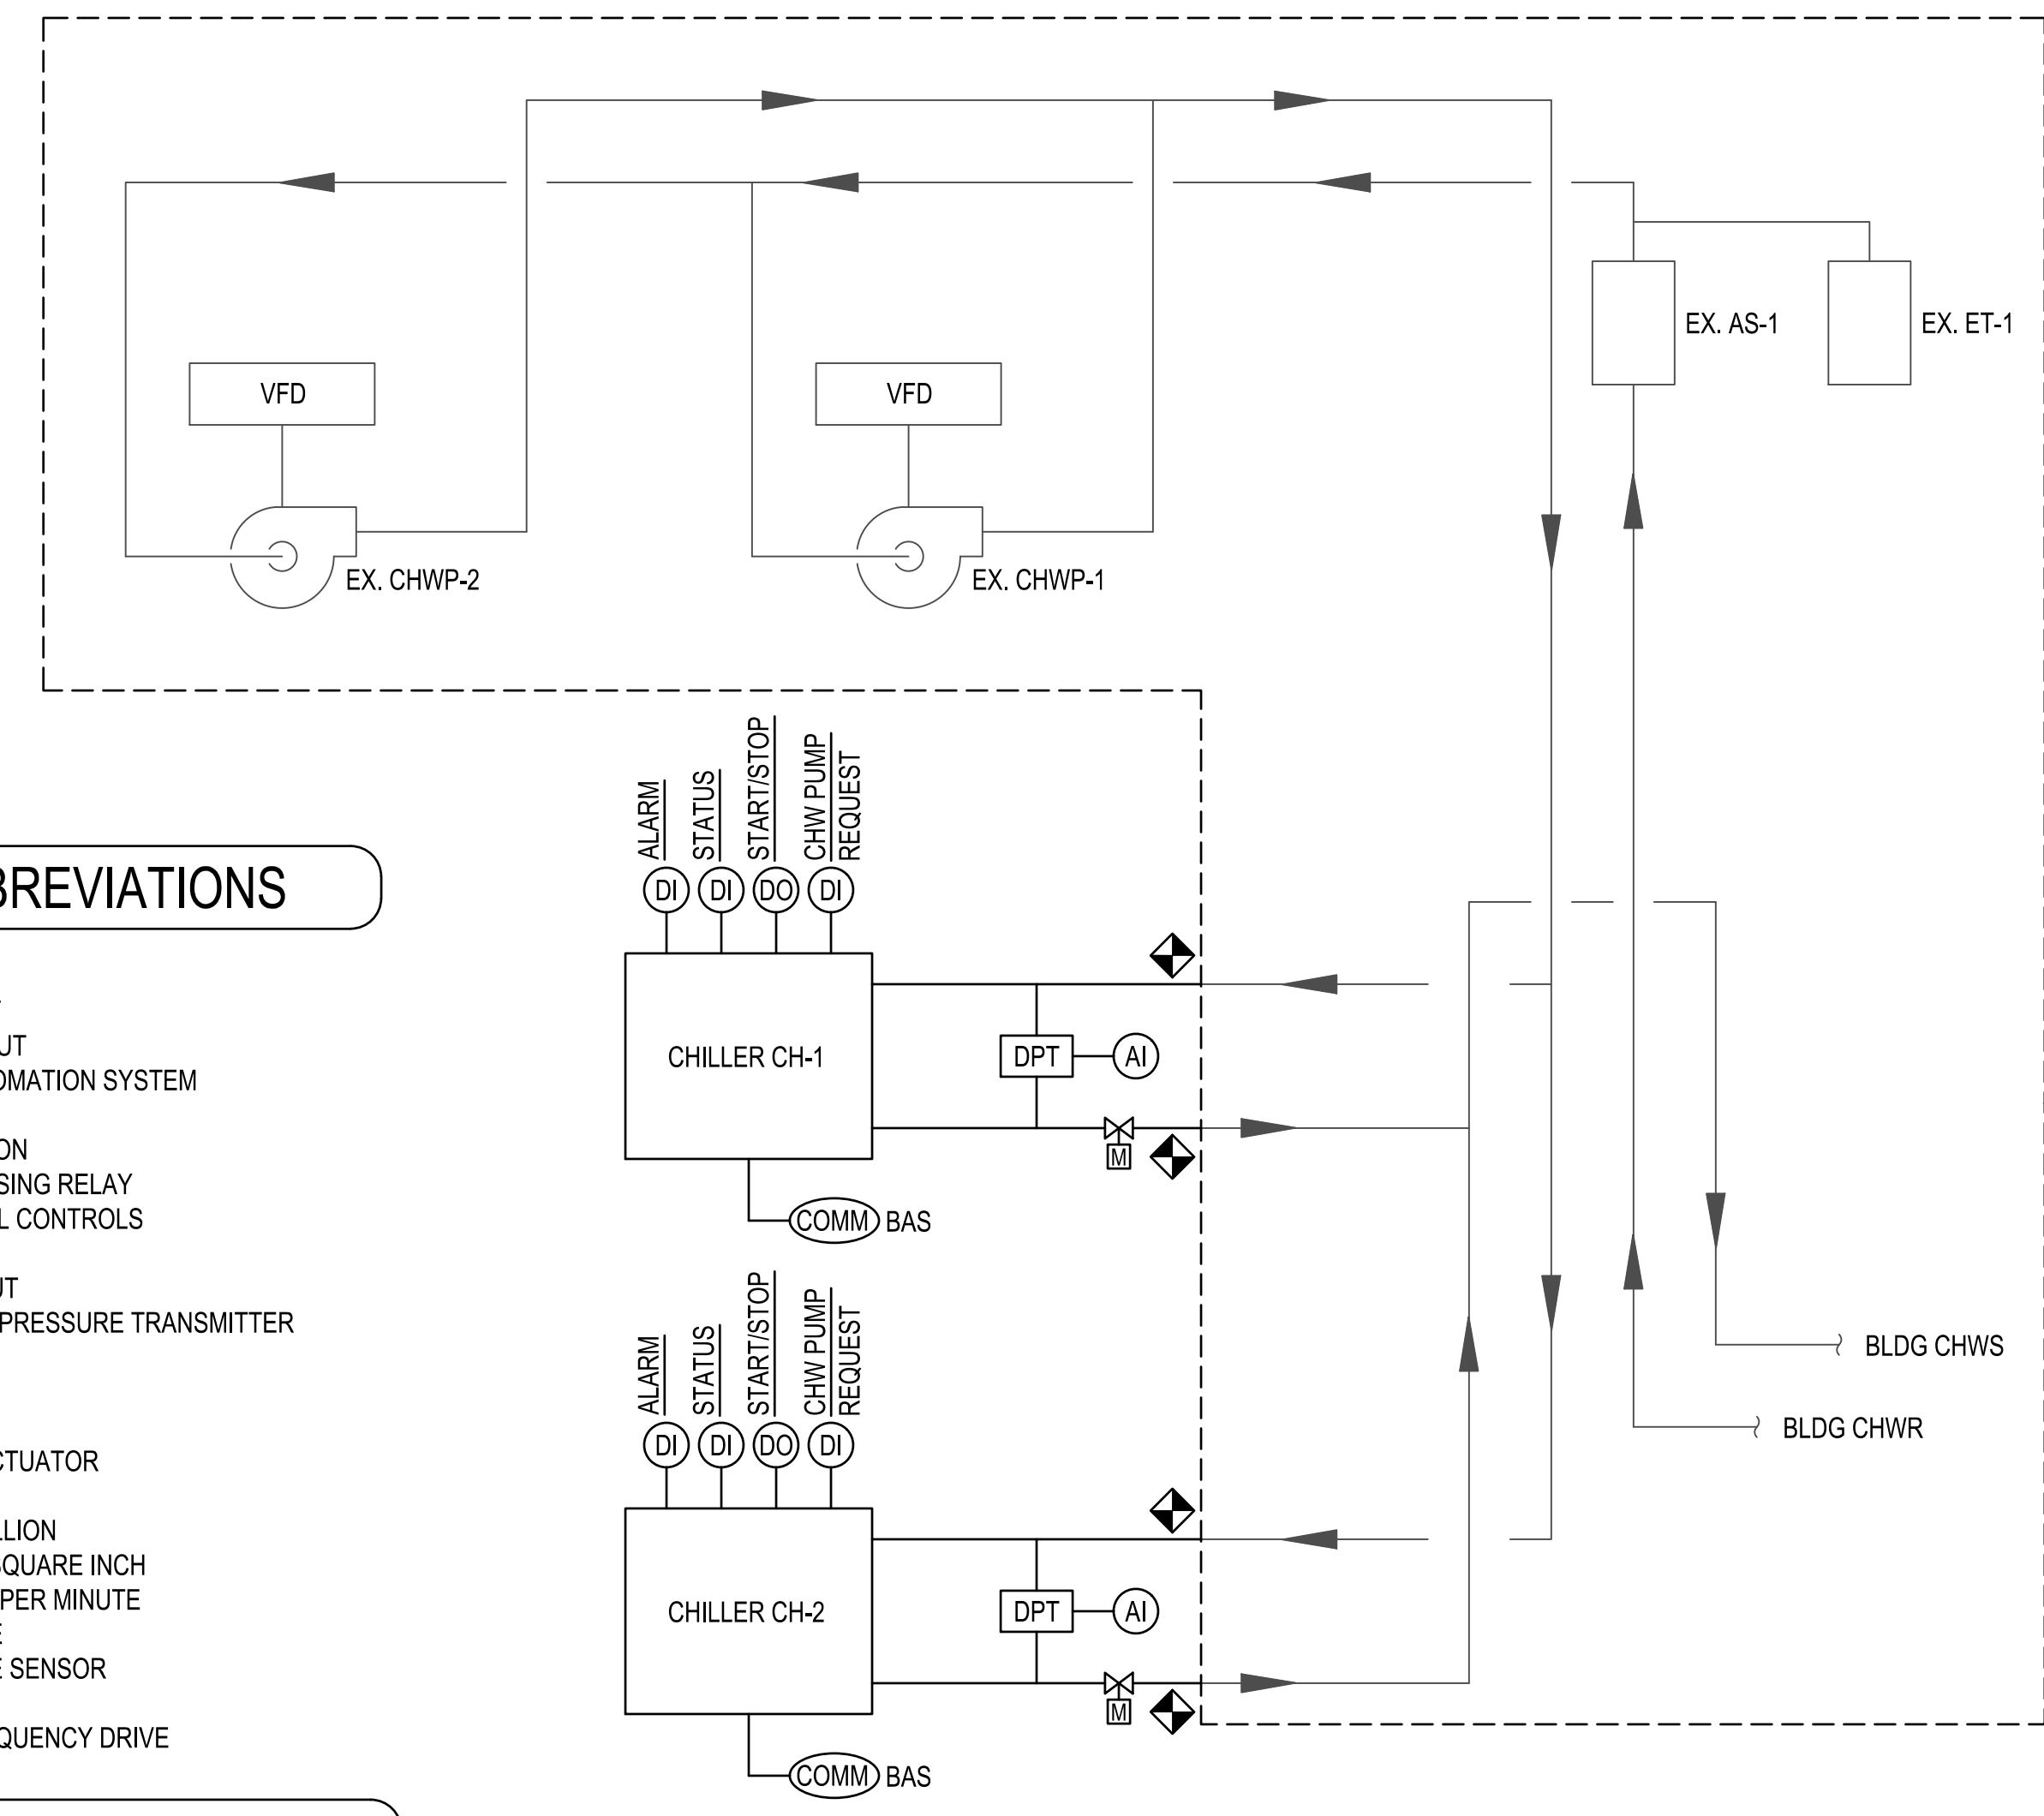 VFD
VFD
EX. CHWP-2
EX. CHWP-1
EX. AS-1
EX. ET-1
ALARM
STATUS
START/STOP
CHW PUMP
REQUEST
DI
DI
DO
DI
CHILLER CH-1
DPT
AI
M
COMM
BAS
ALARM
STATUS
START/STOP
CHW PUMP
REQUEST
DI
DI
DO
DI
CHILLER CH-2
DPT
AI
M
COMM
BAS
BLDG CHWS
BLDG CHWR
BREVIATIONS
UT
OMATION SYSTEM
ON
SING RELAY
L CONTROLS
UT
PRESSURE TRANSMITTER
CTUATOR
LLION
SQUARE INCH
PER MINUTE
E
E SENSOR
QUENCY DRIVE